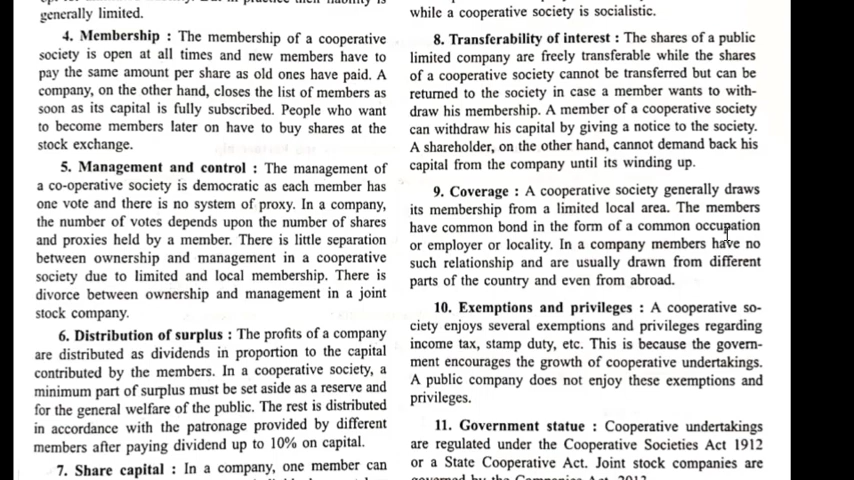 generally limited.
4. Membership : The membership of a cooperative
society is open at all times and new members have to
pay the same amount per share as old ones have paid. A
company, on the other hand, closes the list of members as
soon as its capital is fully subscribed. People who want
to become members later on have to buy shares at the
stock exchange.
5. Management and control : The management of
a co-operative society is democratic as each member has
one vote and there is no system of proxy. In a company,
the number of votes depends upon the number of shares
and proxies held by a member. There is little separation
between ownership and management in a cooperative
society due to limited and local membership. There is
divorce between ownership and management in a joint
stock company.
6. Distribution of surplus : The profits of a company
are distributed as dividends in proportion to the capital
contributed by the members. In a cooperative society, a
minimum part of surplus must be set aside as a reserve and
for the general welfare of the public. The rest is distributed
in accordance with the patronage provided by different
members after paying dividend up to 10% on capital.
7. Share capital : In a company, one member can
while a cooperative society is socialistic.
8. Transferability of interest : The shares of a public
limited company are freely transferable while the shares
of a cooperative society cannot be transferred but can be
returned to the society in case a member wants to with-
draw his membership. A member of a cooperative society
can withdraw his capital by giving a notice to the society.
A shareholder, on the other hand, cannot demand back his
capital from the company until its winding up.
9. Coverage : A cooperative society generally draws
its membership from a limited local area. The members
have common bond in the form of a common occupation
or employer or locality. In a company members have no
such relationship and are usually drawn from different
parts of the country and even from abroad.
10. Exemptions and privileges : A cooperative so-
ciety enjoys several exemptions and privileges regarding
income tax, stamp duty, etc. This is because the govern-
ment encourages the growth of cooperative undertakings.
A public company does not enjoy these exemptions and
privileges.
11. Government statue : Cooperative undertakings
are regulated under the Cooperative Societies Act 1912
or a State Cooperative Act. Joint stock companies are